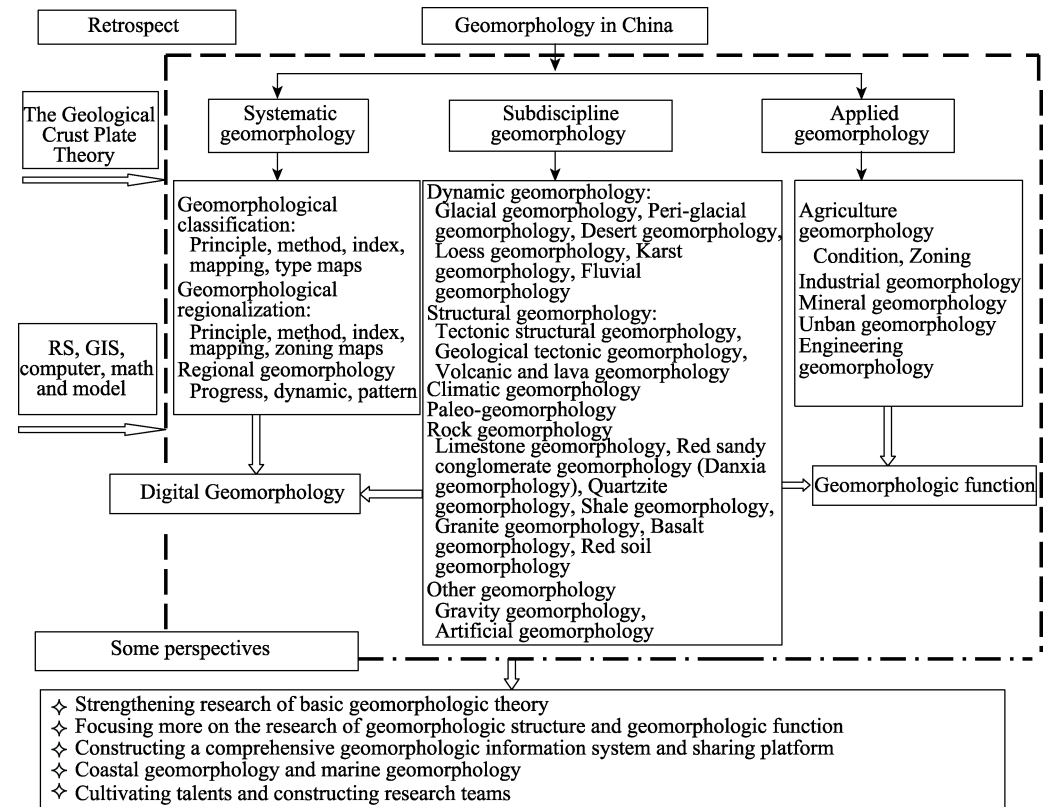 Retrospect
Geomorphology in China
The Geological
Crust Plate
Theory
Systematic
geomorphology
Subdiscipline
geomorphology
Applied
geomorphology
Geomorphological
classification:
Principle, method, index,
mapping, type maps
Geomorphological
regionalization:
Principle, method, index,
mapping, zoning maps
Regional geomorphology
Progress, dynamic, pattern
Dynamic geomorphology:
Glacial geomorphology, Peri-glacial
geomorphology, Desert geomorphology,
Loess geomorphology, Karst
geomorphology, Fluvial
geomorphology
Structural geomorphology:
Tectonic structural geomorphology,
Geological tectonic geomorphology,
Volcanic and lava geomorphology
Climatic geomorphology
Paleo-geomorphology
Rock geomorphology
Limestone geomorphology, Red sandy
conglomerate geomorphology (Danxia
geomorphology), Quartzite
geomorphology, Shale geomorphology,
Granite geomorphology, Basalt
geomorphology, Red soil
geomorphology
Other geomorphology
Gravity geomorphology,
Artificial geomorphology
Agriculture
geomorphology
Condition, Zoning
Industrial geomorphology
Mineral geomorphology
Unban geomorphology
Engineering
geomorphology
RS, GIS,
computer, math
and model
Digital Geomorphology
Geomorphologic function
Some perspectives
Strengthening research of basic geomorphologic theory
Focusing more on the research of geomorphologic structure and geomorphologic function
Constructing a comprehensive geomorphologic information system and sharing platform
Coastal geomorphology and marine geomorphology
Cultivating talents and constructing research teams